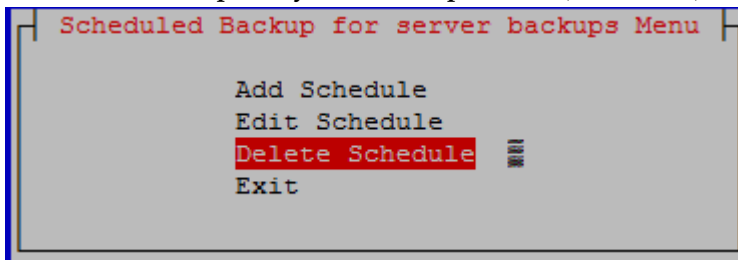 Scheduled Backup for server backups Menu
Add Schedule
Edit Schedule
Delete Schedule
Exit